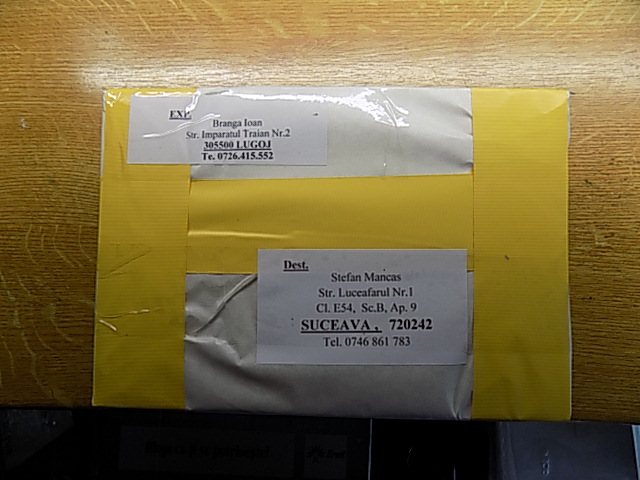 EXP.
Branga Ioan
Str. Imparatul Traian Nr.2
305500 LUGOJ
Te. 0726.415.552
Dest.
Stefan Mancas
Str. Luceafarul Nr.1
Cl. E54, Sc.B, Ap. 9
SUCEAVA, 720242
Tel. 0746 861 783